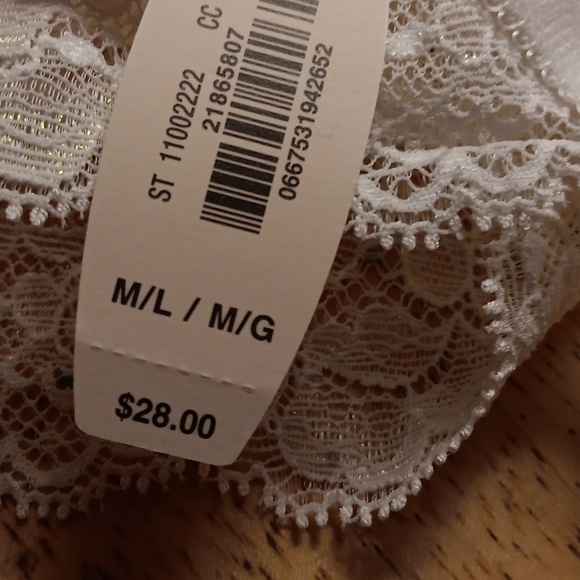 ST 11002222 CC
21865807
0667531942652
M/L / M/G
$28.00